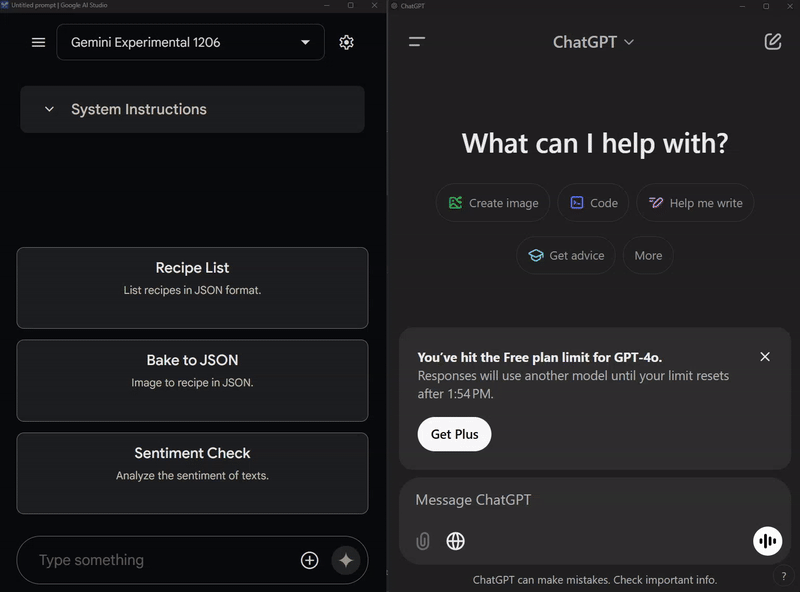 Untitled prompt | Google AI Studio
Gemini Experimental 1206
System Instructions
Recipe List
List recipes in JSON format.
Bake to JSON
Image to recipe in JSON.
Sentiment Check
Analyze the sentiment of texts.
Type something
ChatGPT
ChatGPT
What can I help with?
Create image
Code
Help me write
Get advice
More
You've hit the Free plan limit for GPT-4o.
Responses will use another model until your limit resets
after 1:54 PM.
Get Plus
Message ChatGPT
ChatGPT can make mistakes. Check important info.
?